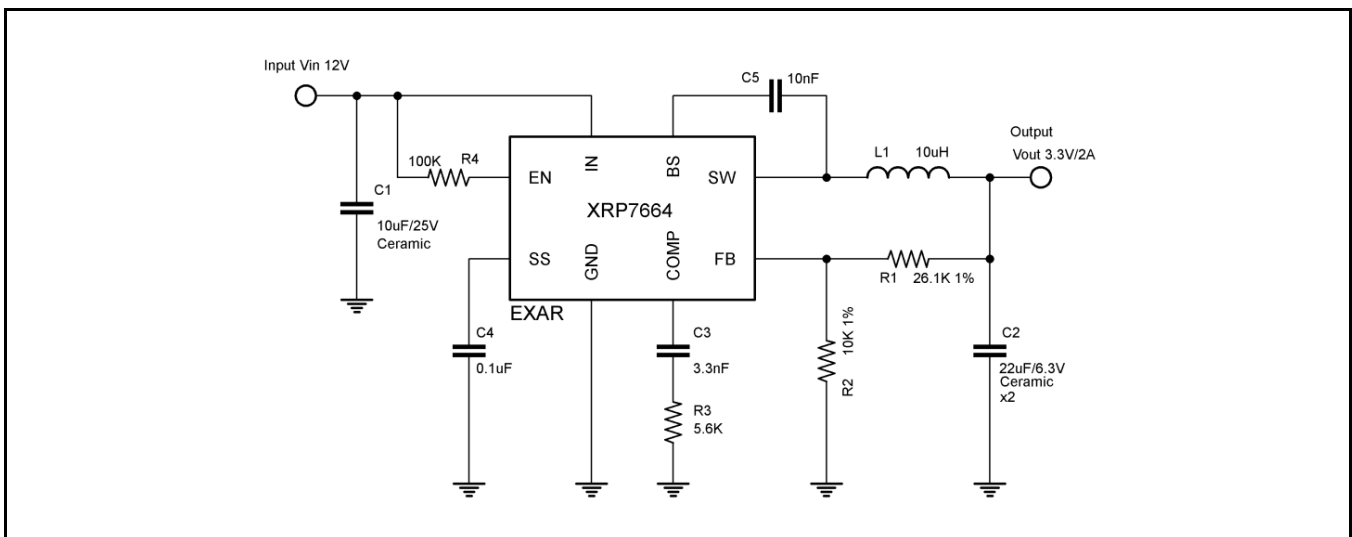 Input Vin 12V
C5 10nF
Output
Vout 3.3V/2A
L1 10uH
100K R4
EN
IN
BS
SW
C1
10uF/25V
Ceramic
XRP7664
SS
GND
COMP
FB
R1 26.1K 1%
EXAR
C4
0.1uF
C3
3.3nF
R2 10K 1%
C2
22uF/6.3V
Ceramic
x2
R3
5.6K